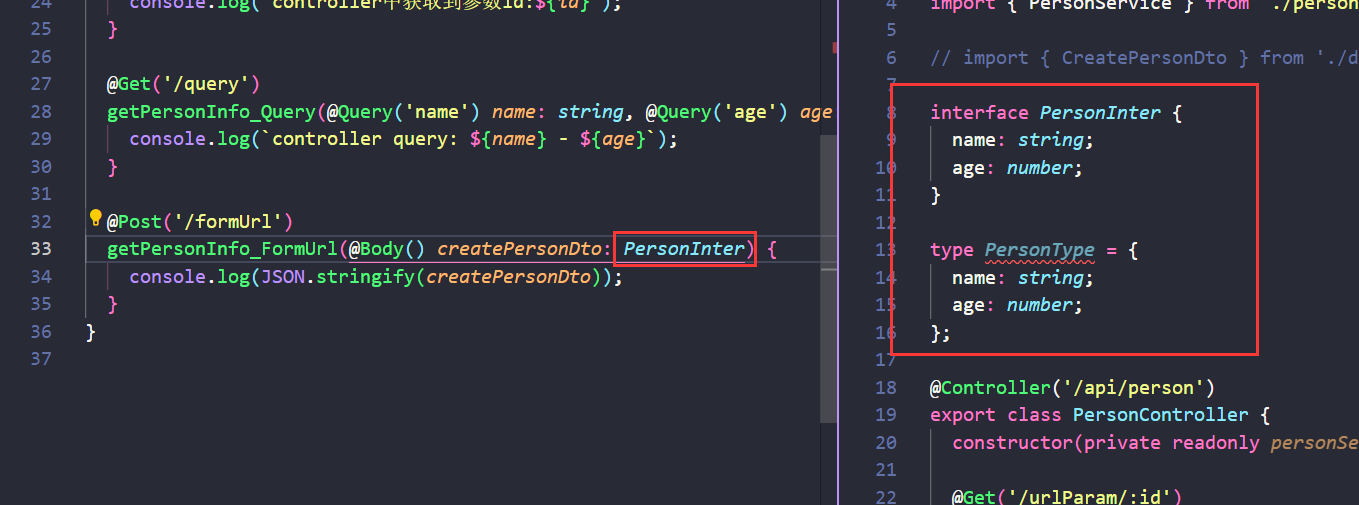 24 console.log(`controller中获取到参数id:${id}`);
25 }
26
27 @Get('/query')
28 getPersonInfo_Query(@Query('name') name: string, @Query('age') age
29 console.log(`controller query: ${name} - ${age}`);
30 }
31
32 @Post('/formUrl')
33 getPersonInfo_FormUrl(@Body() createPersonDto: PersonInter) {
34 console.log(JSON.stringify(createPersonDto));
35 }
36 }
37
4 import { PersonService } from './person
5
6 // import { CreatePersonDto } from './d
7
8 interface PersonInter {
9 name: string;
10 age: number;
11 }
12
13 type PersonType = {
14 name: string;
15 age: number;
16 };
17
18 @Controller('/api/person')
19 export class PersonController {
20 constructor(private readonly personSe
21
22 @Get('/urlParam/:id')